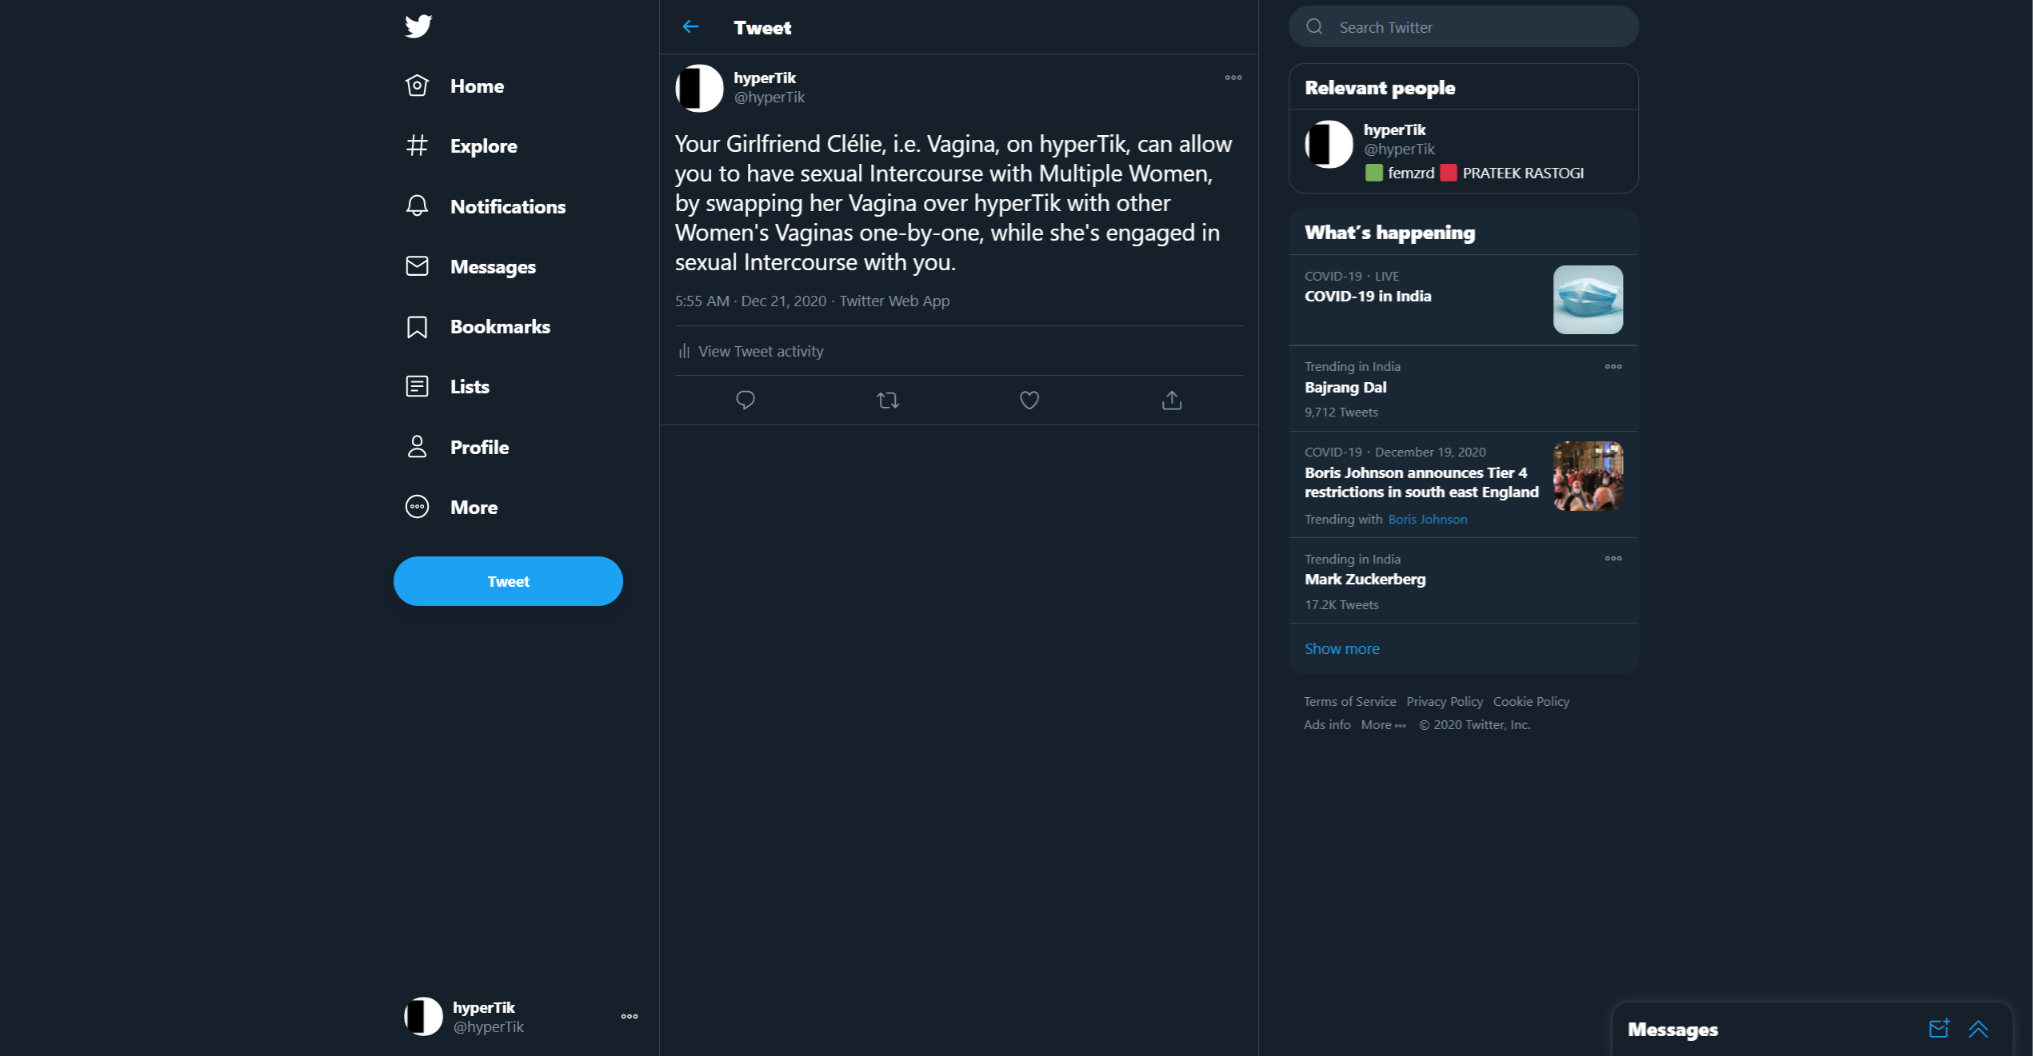 Home
Explore
Notifications
Messages
Bookmarks
Lists
Profile
More
Tweet
hyperTik
@hyperTik
Tweet
hyperTik
@hyperTik
Your Girlfriend Clélie, i.e. Vagina, on hyperTik, can allow
you to have sexual Intercourse with Multiple Women,
by swapping her Vagina over hyperTik with other
Women's Vaginas one-by-one, while she's engaged in
sexual Intercourse with you.
5:55 AM · Dec 21, 2020 · Twitter Web App
View Tweet activity
Search Twitter
Relevant people
hyperTik
@hyperTik
femzrd PRATEEK RASTOGI
What's happening
COVID-19 · LIVE
COVID-19 in India
Trending in India
Bajrang Dal
9,712 Tweets
COVID-19 · December 19, 2020
Boris Johnson announces Tier 4
restrictions in south east England
Trending with Boris Johnson
Trending in India
Mark Zuckerberg
17.2K Tweets
Show more
Terms of Service Privacy Policy Cookie Policy
Ads info More ··· © 2020 Twitter, Inc.
Messages